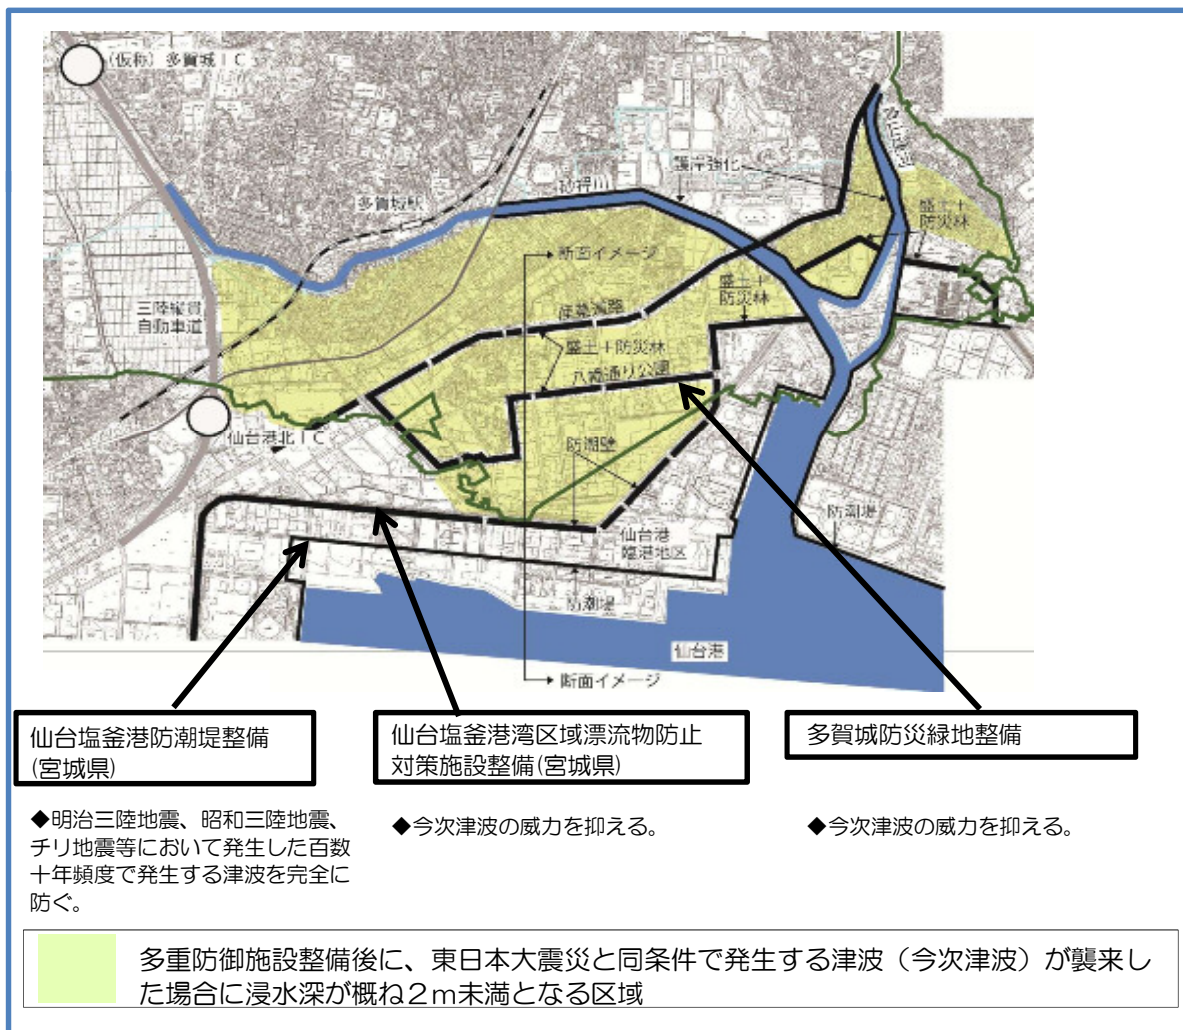 (仮称)多賀城IC
砂押川
護岸強化
多賀城駅
盛土+
防災林
断面イメージ
三陸縦貫
自動車道
盛土+
防災林
盛土+防災林
八幡通り公園
仙台港北IC
防潮壁
仙台港
臨港地区
防潮堤
防潮堤
仙台港
断面イメージ
仙台塩釜港防潮堤整備
(宮城県)
仙台塩釜港湾区域漂流物防止
対策施設整備(宮城県)
多賀城防災緑地整備
◆明治三陸地震、昭和三陸地震、
チリ地震等において発生した百数
十年頻度で発生する津波を完全に
防ぐ。
◆今次津波の威力を抑える。
◆今次津波の威力を抑える。
多重防御施設整備後に、東日本大震災と同条件で発生する津波(今次津波)が襲来し
た場合に浸水深が概ね2m未満となる区域